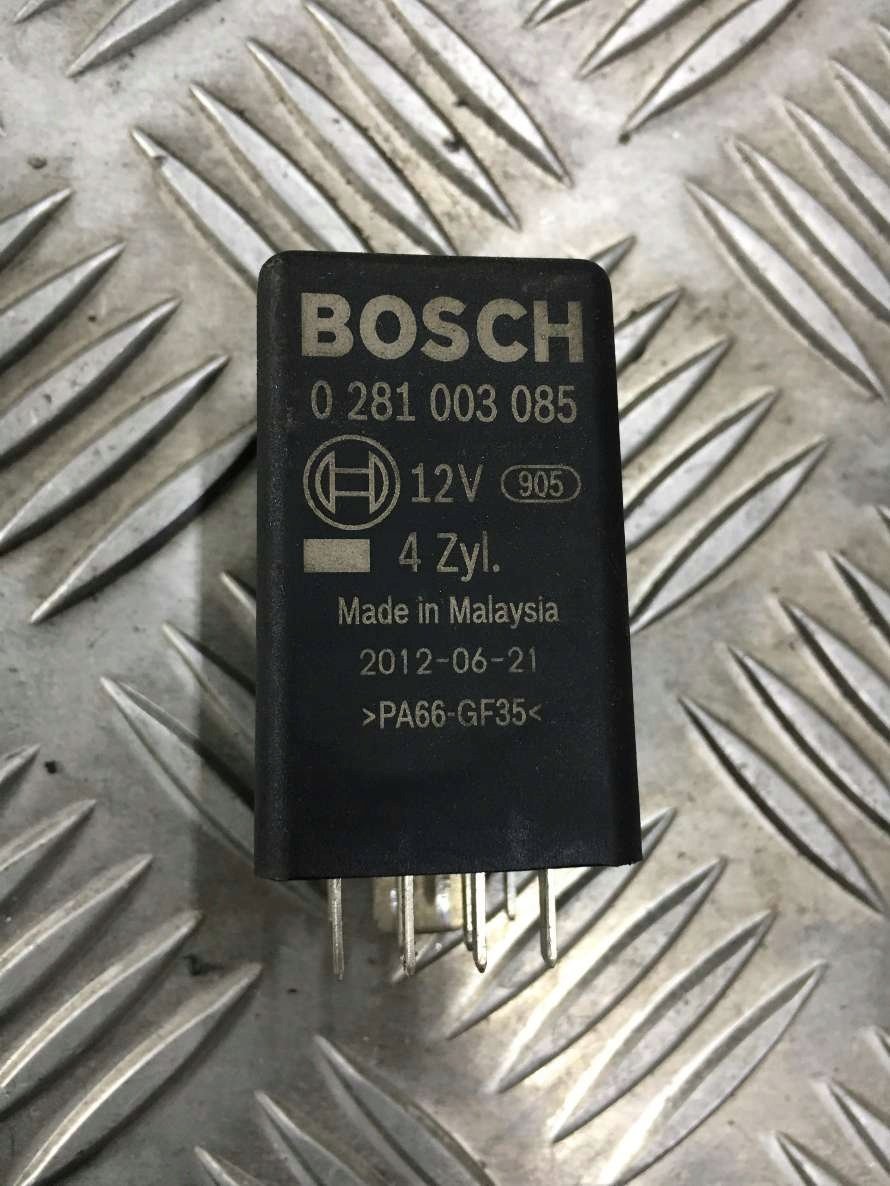 BOSCH
0 281 003 085
12V 905
4 Zyl.
Made in Malaysia
2012-06-21
>PA66-GF35<